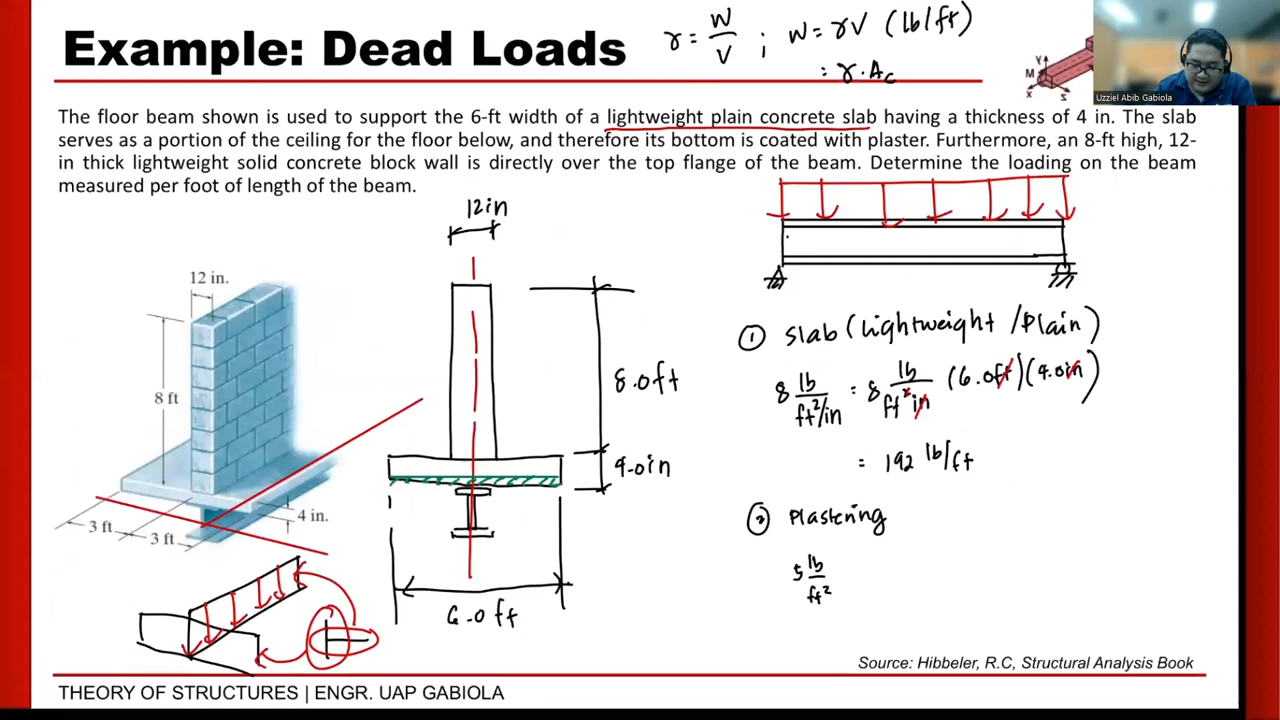 Example: Dead Loads
γ = W/V ; W = γV (lb/ft)
= γ · Ac
Uzziel Abib Gabiola
The floor beam shown is used to support the 6-ft width of a lightweight plain concrete slab having a thickness of 4 in. The slab
serves as a portion of the ceiling for the floor below, and therefore its bottom is coated with plaster. Furthermore, an 8-ft high, 12-
in thick lightweight solid concrete block wall is directly over the top flange of the beam. Determine the loading on the beam
measured per foot of length of the beam.
12in
12 in.
8 ft
8.0ft
4.0in
4 in.
3 ft
3 ft
6.0 ft
① Slab (Lightweight / Plain)
8 lb/ft²/in = 8 lb/ft² in (6.0ft)(4.0in)
= 192 lb/ft
② Plastering
5 lb/ft²
M
Y
X
Source: Hibbeler, R.C, Structural Analysis Book
THEORY OF STRUCTURES | ENGR. UAP GABIOLA